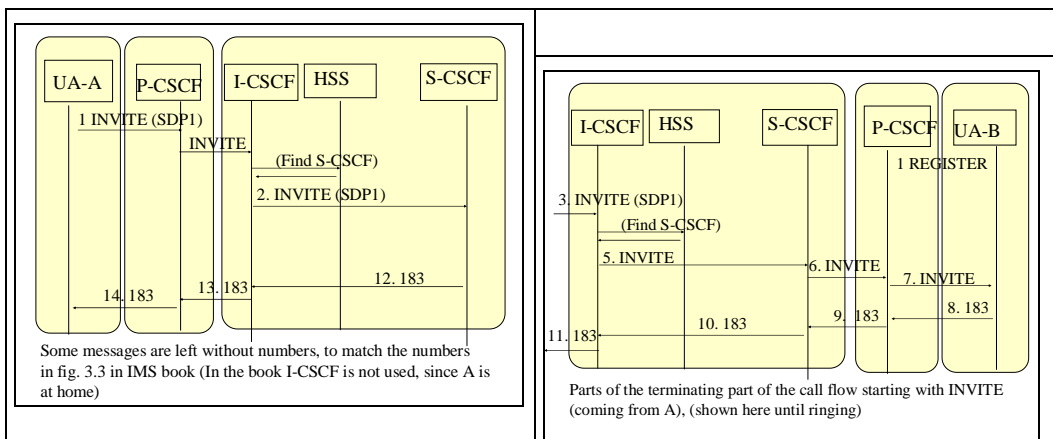 UA-A
P-CSCF
I-CSCF
HSS
S-CSCF
1 INVITE (SDP1)
INVITE
(Find S-CSCF)
2. INVITE (SDP1)
12. 183
13. 183
14. 183
Some messages are left without numbers, to match the numbers
in fig. 3.3 in IMS book (In the book I-CSCF is not used, since A is
at home)
I-CSCF
HSS
S-CSCF
P-CSCF
UA-B
1 REGISTER
3. INVITE (SDP1)
(Find S-CSCF)
5. INVITE
6. INVITE
7. INVITE
8. 183
9. 183
10. 183
11. 183
Parts of the terminating part of the call flow starting with INVITE
(coming from A), (shown here until ringing)